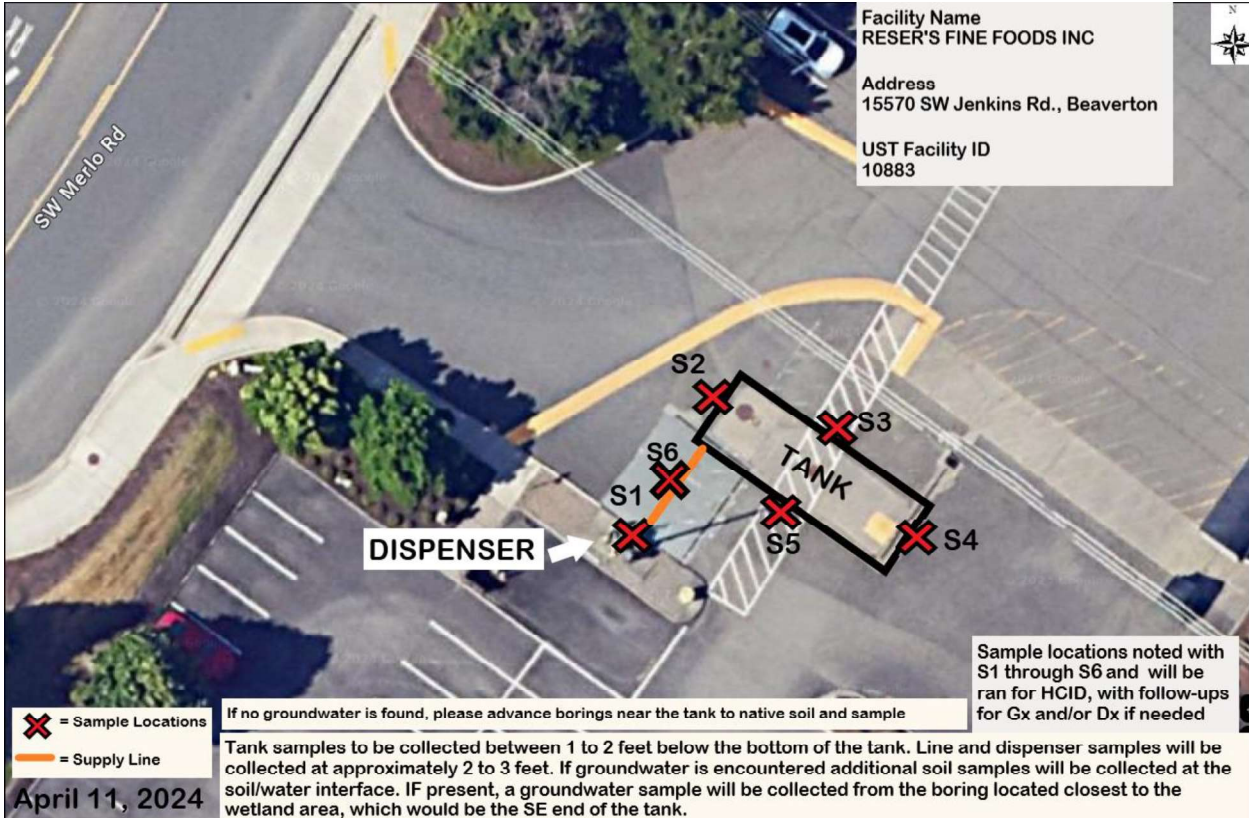 Facility Name
RESER'S FINE FOODS INC
Address
15570 SW Jenkins Rd., Beaverton
UST Facility ID
10883
N
SW Merlo Rd
S2
S3
TANK
S6
S1
S5
S4
DISPENSER
Sample locations noted with
S1 through S6 and will be
ran for HCID, with follow-ups
for Gx and/or Dx if needed
= Sample Locations
= Supply Line
April 11, 2024
If no groundwater is found, please advance borings near the tank to native soil and sample
Tank samples to be collected between 1 to 2 feet below the bottom of the tank. Line and dispenser samples will be
collected at approximately 2 to 3 feet. If groundwater is encountered additional soil samples will be collected at the
soil/water interface. IF present, a groundwater sample will be collected from the boring located closest to the
wetland area, which would be the SE end of the tank.